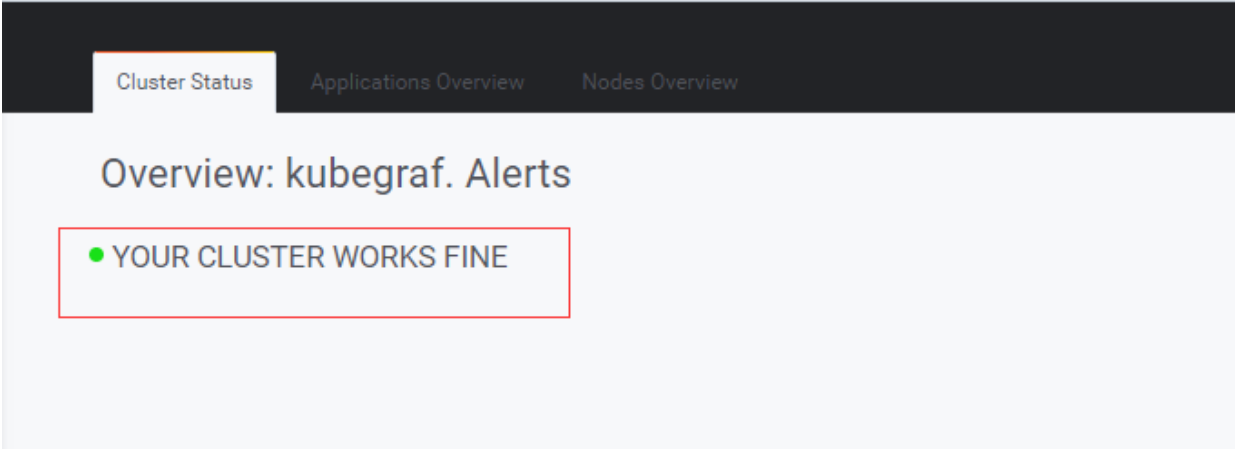 Cluster Status Applications Overview Nodes Overview
Overview: kubegraf. Alerts
YOUR CLUSTER WORKS FINE